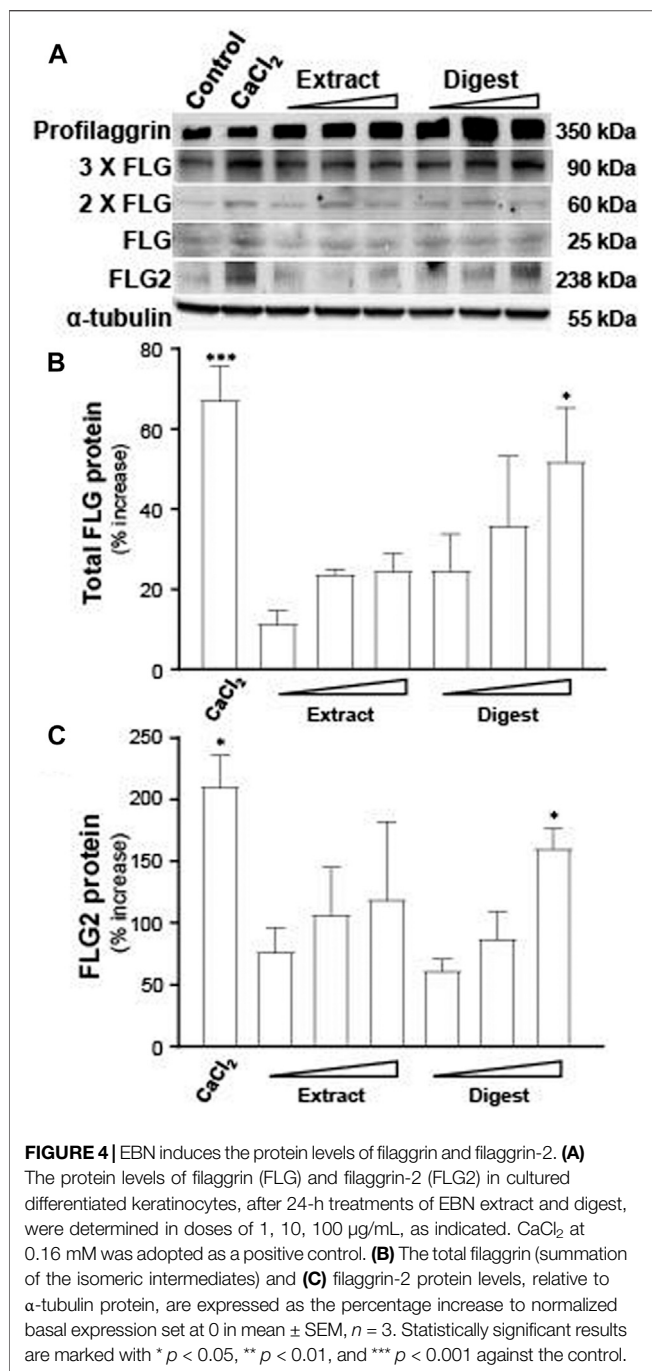 A
Control CaCl₂ Extract Digest
Profilaggrin 350 kDa
3 X FLG 90 kDa
2 X FLG 60 kDa
FLG 25 kDa
FLG2 238 kDa
α-tubulin 55 kDa
B
Total FLG protein
(% increase)
80
60
40
20
0
***
*
CaCl₂ Extract Digest
C
FLG2 protein
(% increase)
250
200
150
100
50
0
*
*
CaCl₂ Extract Digest
FIGURE 4 | EBN induces the protein levels of filaggrin and filaggrin-2. (A)
The protein levels of filaggrin (FLG) and filaggrin-2 (FLG2) in cultured
differentiated keratinocytes, after 24-h treatments of EBN extract and digest,
were determined in doses of 1, 10, 100 μg/mL, as indicated. CaCl₂ at
0.16 mM was adopted as a positive control. (B) The total filaggrin (summation
of the isomeric intermediates) and (C) filaggrin-2 protein levels, relative to
α-tubulin protein, are expressed as the percentage increase to normalized
basal expression set at 0 in mean ± SEM, n = 3. Statistically significant results
are marked with * p < 0.05, ** p < 0.01, and *** p < 0.001 against the control.